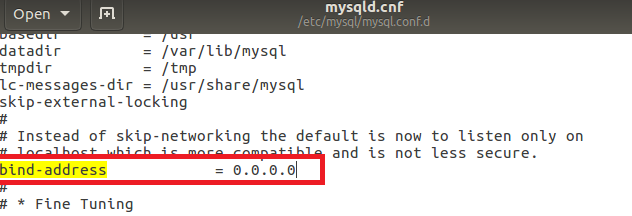 Open
mysqld.cnf
/etc/mysql/mysql.conf.d
basedir = /usr
datadir = /var/lib/mysql
tmpdir = /tmp
lc-messages-dir = /usr/share/mysql
skip-external-locking
#
# Instead of skip-networking the default is now to listen only on
# localhost which is more compatible and is not less secure.
bind-address = 0.0.0.0
#
# * Fine Tuning